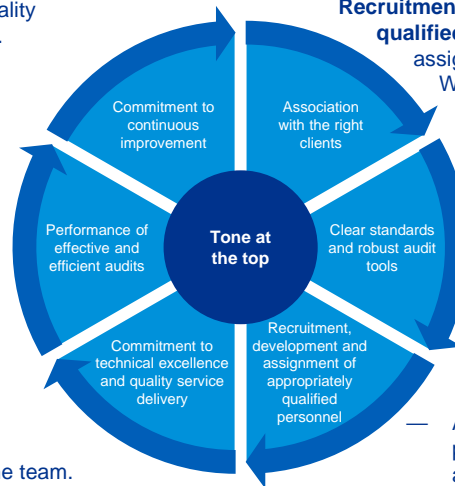 Recruitment
qualified
assig
W
ality
.
Commitment to
continuous
improvement
Association
with the right
clients
Performance of
effective and
efficient audits
Tone at
the top
Clear standards
and robust audit
tools
Commitment to
technical excellence
and quality service
delivery
Recruitment,
development and
assignment of
appropriately
qualified
personnel
— A
p
a
ne team.